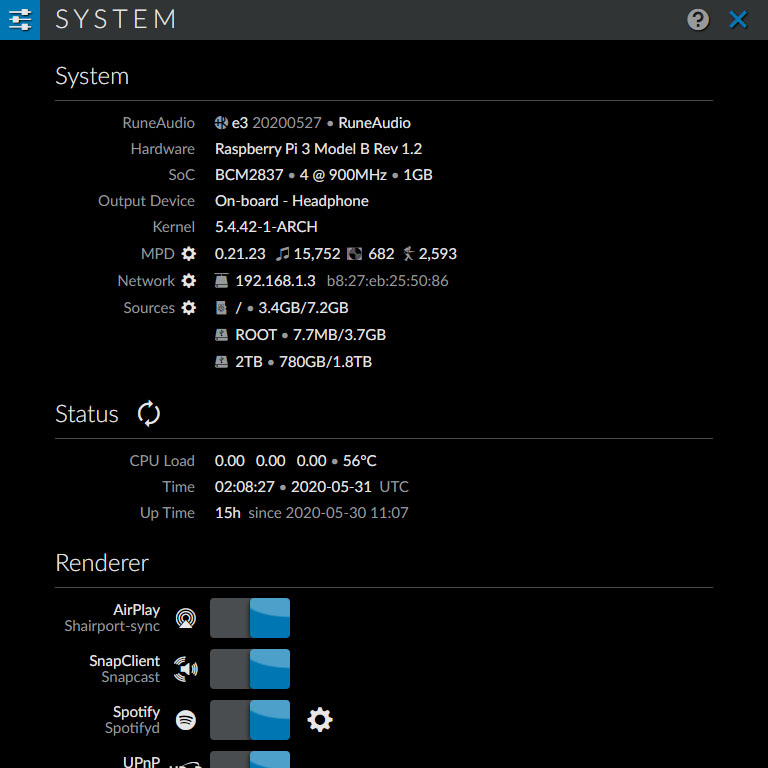 SYSTEM
System
RuneAudio e3 20200527 • RuneAudio
Hardware Raspberry Pi 3 Model B Rev 1.2
SoC BCM2837 • 4 @ 900MHz • 1GB
Output Device On-board - Headphone
Kernel 5.4.42-1-ARCH
MPD 0.21.23 15,752 682 2,593
Network 192.168.1.3 b8:27:eb:25:50:86
Sources / • 3.4GB/7.2GB
ROOT • 7.7MB/3.7GB
2TB • 780GB/1.8TB
Status
CPU Load 0.00 0.00 0.00 • 56°C
Time 02:08:27 • 2020-05-31 UTC
Up Time 15h since 2020-05-30 11:07
Renderer
AirPlay
Shairport-sync
SnapClient
Snapcast
Spotify
Spotifyd
UPnP